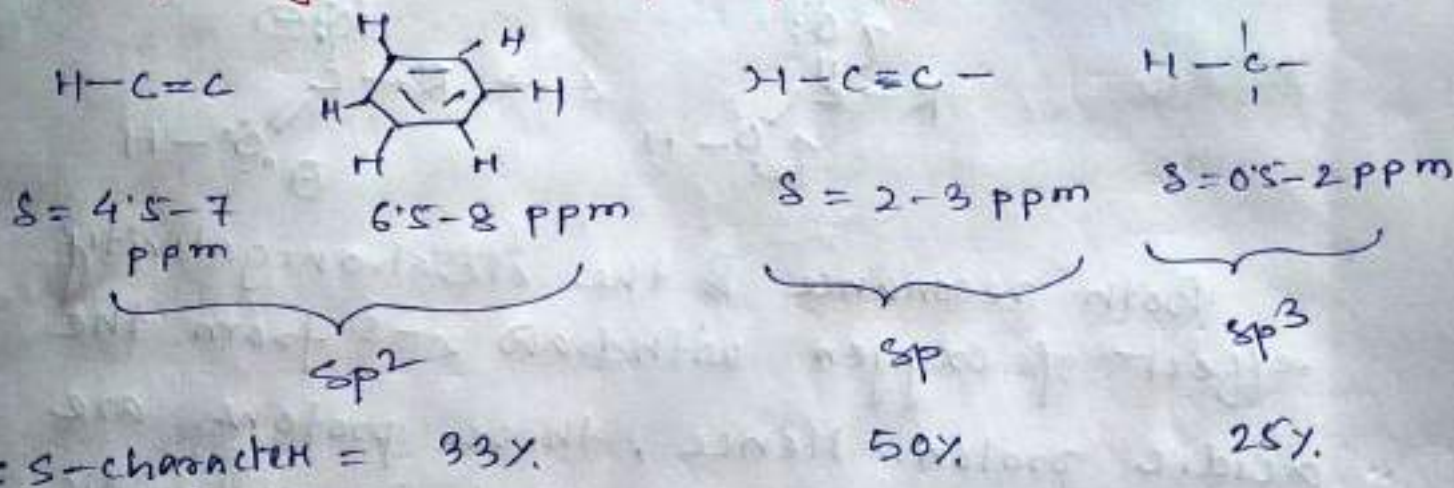 H H
H-C=C H H H-C≡C- H-C-
H H
δ = 4.5-7 ppm 6.5-8 ppm δ = 2-3 ppm δ = 0.5-2 ppm
sp² sp sp³
: S-character = 33%. 50%. 25%.